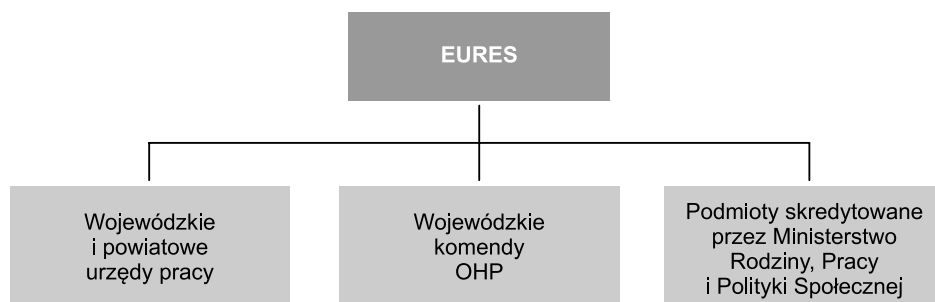 EURES
Wojewódzkie
i powiatowe
urzędy pracy
Wojewódzkie
komendy
OHP
Podmioty skredytowane
przez Ministerstwo
Rodziny, Pracy
i Polityki Społecznej